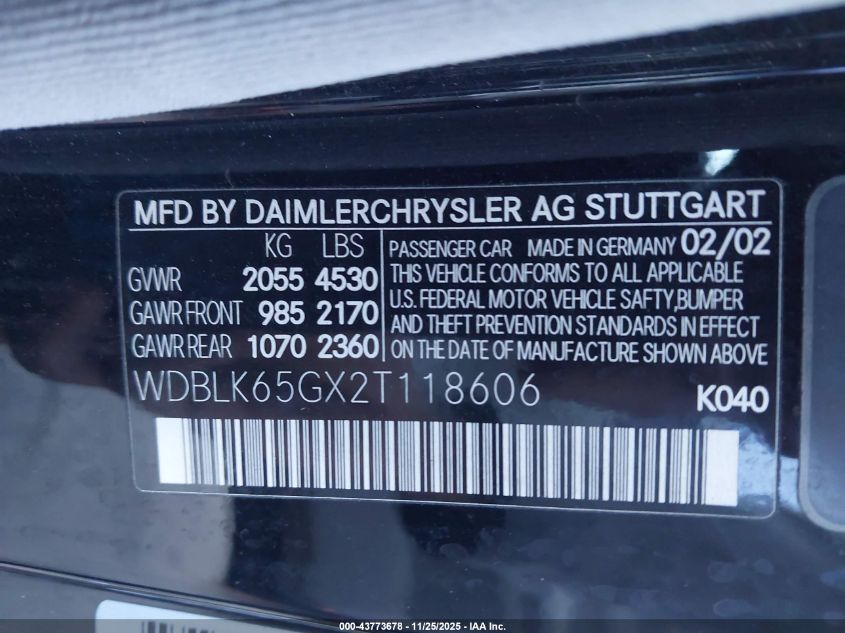 MFD BY DAIMLERCHRYSLER AG STUTTGART
KG LBS
GVWR 2055 4530
GAWR FRONT 985 2170
GAWR REAR 1070 2360
PASSENGER CAR MADE IN GERMANY 02/02
THIS VEHICLE CONFORMS TO ALL APPLICABLE
U.S. FEDERAL MOTOR VEHICLE SAFTY,BUMPER
AND THEFT PREVENTION STANDARDS IN EFFECT
ON THE DATE OF MANUFACTURE SHOWN ABOVE
WDBLK65GX2T118606
K040
000-43773678 - 11/25/2025 - IAA Inc.